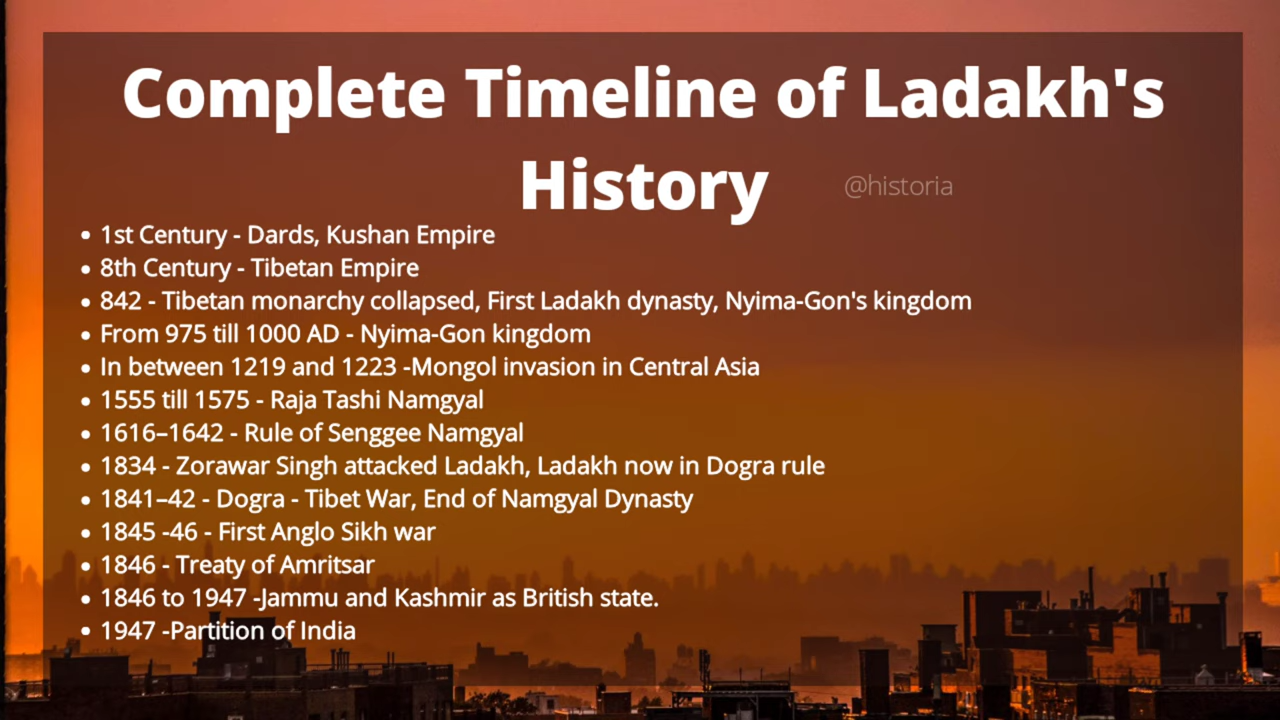 Complete Timeline of Ladakh's
History
@historia
• 1st Century - Dards, Kushan Empire
• 8th Century - Tibetan Empire
• 842 - Tibetan monarchy collapsed, First Ladakh dynasty, Nyima-Gon's kingdom
• From 975 till 1000 AD - Nyima-Gon kingdom
• In between 1219 and 1223 -Mongol invasion in Central Asia
• 1555 till 1575 - Raja Tashi Namgyal
• 1616–1642 - Rule of Senggee Namgyal
• 1834 - Zorawar Singh attacked Ladakh, Ladakh now in Dogra rule
• 1841–42 - Dogra - Tibet War, End of Namgyal Dynasty
• 1845 -46 - First Anglo Sikh war
• 1846 - Treaty of Amritsar
• 1846 to 1947 -Jammu and Kashmir as British state.
• 1947 -Partition of India